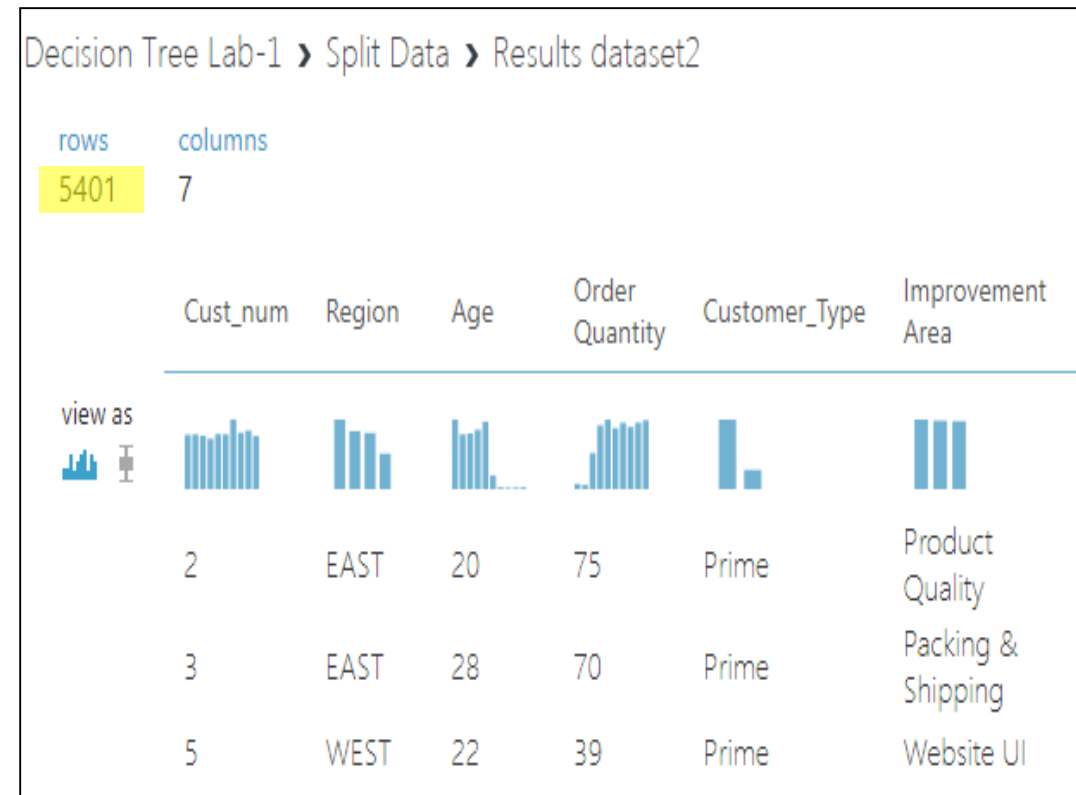 Decision Tree Lab-1 › Split Data › Results dataset2
rows columns
5401 7
Cust_num Region Age Order Quantity Customer_Type Improvement Area
view as
2 EAST 20 75 Prime Product Quality
3 EAST 28 70 Prime Packing & Shipping
5 WEST 22 39 Prime Website UI